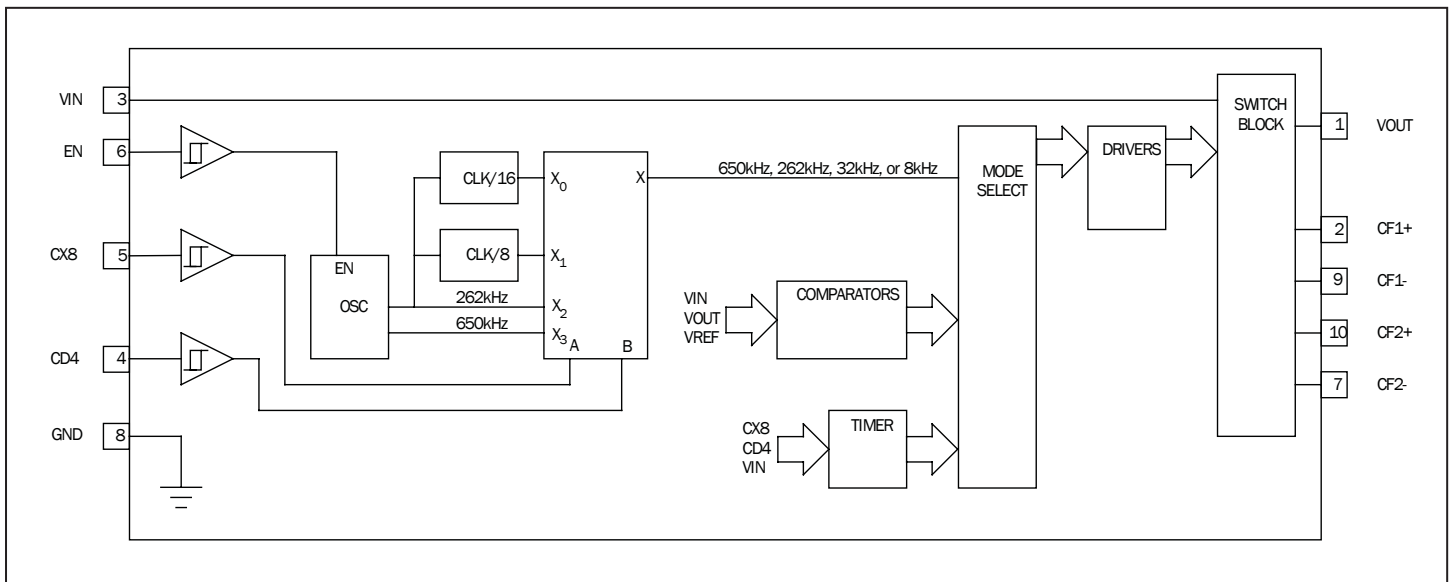 VIN 3
EN 6
CX8 5
CD4 4
GND 8
EN
OSC
CLK/16
CLK/8
262kHz
650kHz
X0
X1
X2
X3
A
B
X
650kHz, 262kHz, 32kHz, or 8kHz
VIN
VOUT
VREF
COMPARATORS
CX8
CD4
VIN
TIMER
MODE
SELECT
DRIVERS
SWITCH
BLOCK
1 VOUT
2 CF1+
9 CF1-
10 CF2+
7 CF2-